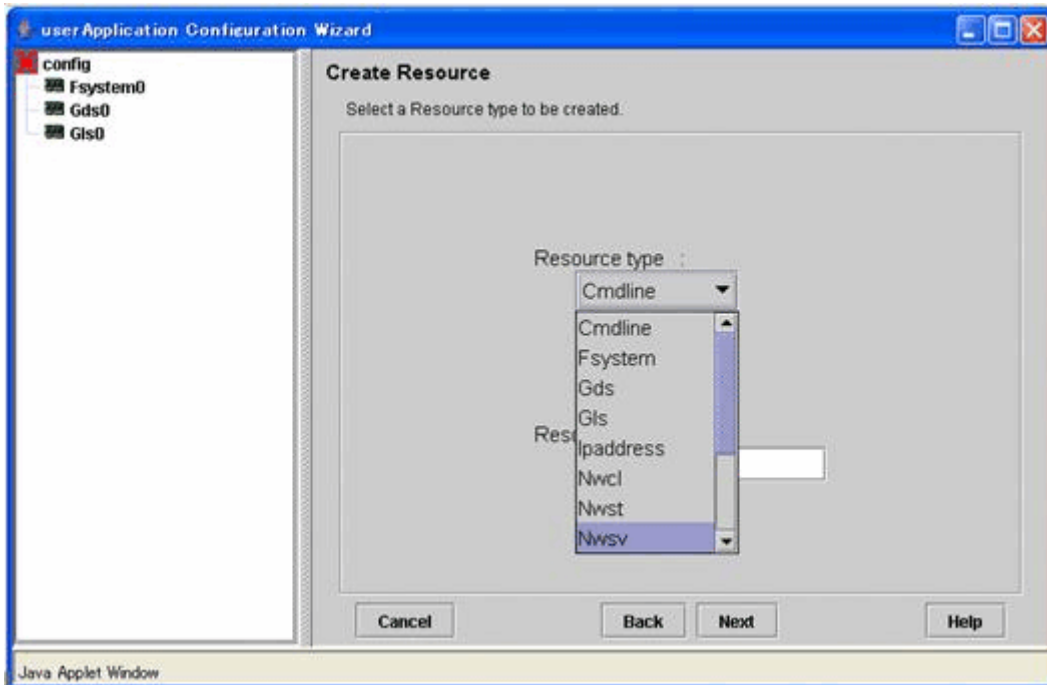 userApplication Configuration Wizard
config
Fsystem0
Gds0
Gls0
Create Resource
Select a Resource type to be created.
Resource type :
Cmdline
Cmdline
Fsystem
Gds
Gls
Ipaddress
Nwcl
Nwst
Nwsv
Cancel
Back
Next
Help
Java Applet Window